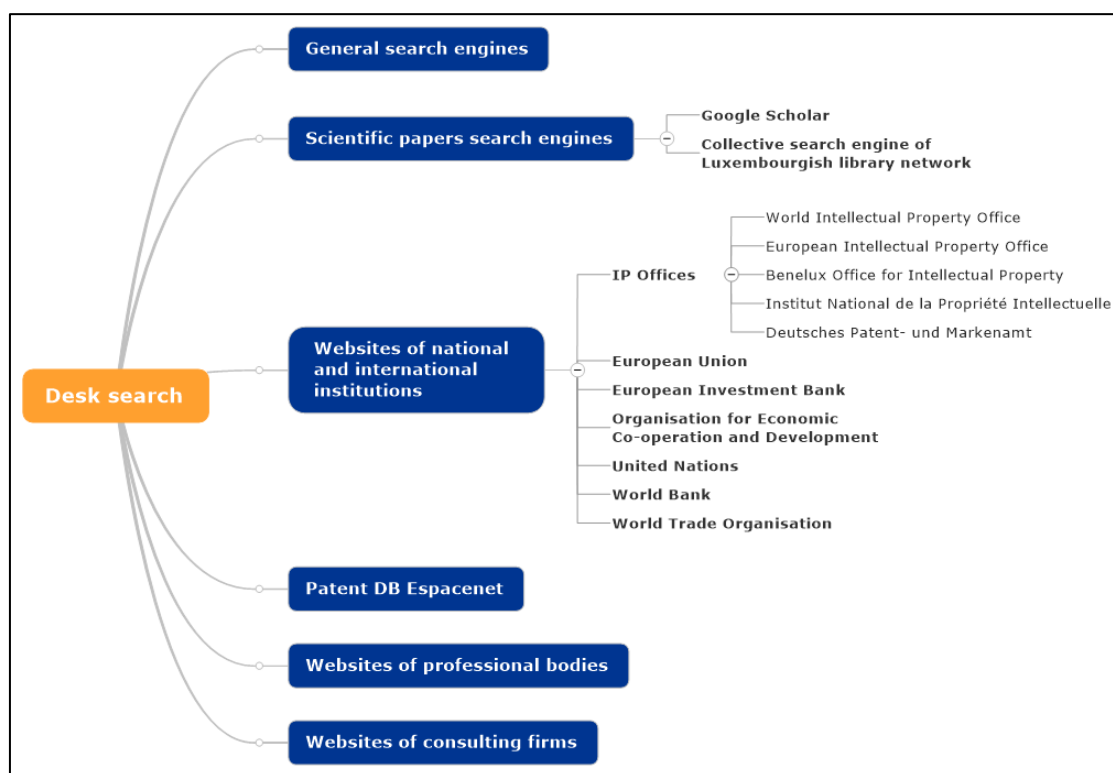 General search engines
Scientific papers search engines
Google Scholar
Collective search engine of
Luxembourgish library network
World Intellectual Property Office
European Intellectual Property Office
IP Offices
Benelux Office for Intellectual Property
Institut National de la Propriété Intellectuelle
Deutsches Patent- und Markenamt
Websites of national
and international
institutions
European Union
European Investment Bank
Organisation for Economic
Co-operation and Development
United Nations
World Bank
World Trade Organisation
Desk search
Patent DB Espacenet
Websites of professional bodies
Websites of consulting firms